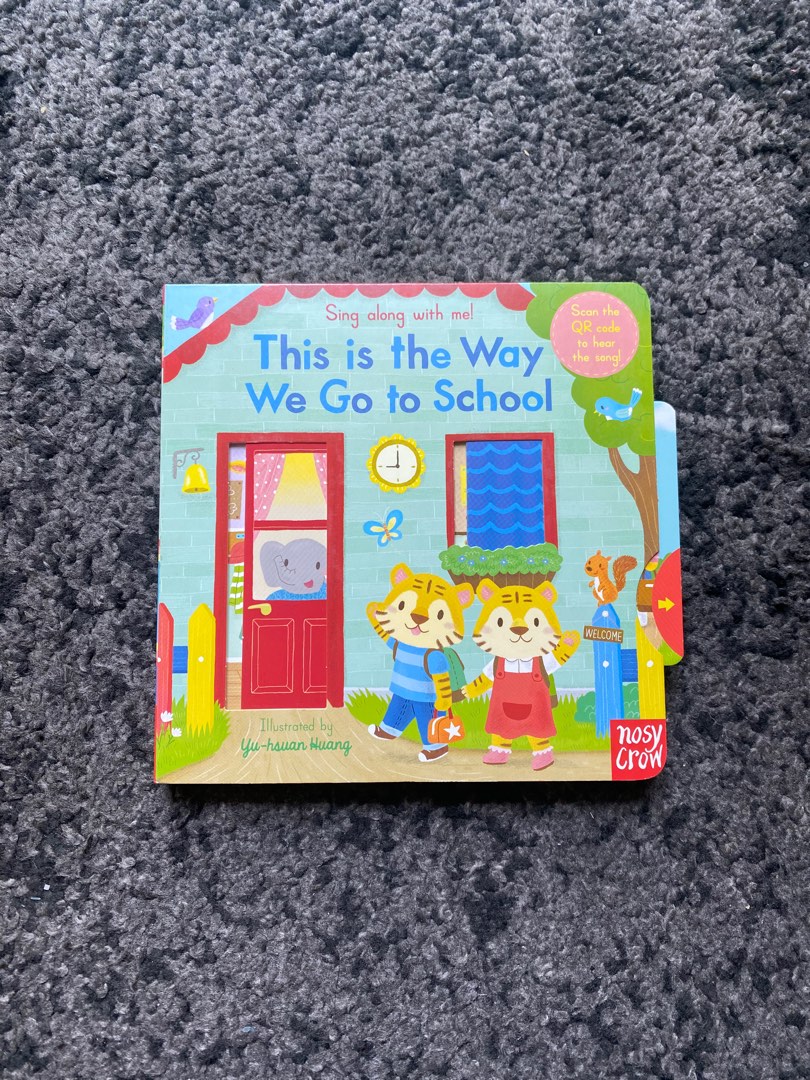 Sing along with me!
This is the Way
We Go to School
Scan the
QR code
to hear
the song!
WELCOME
Illustrated by
Yu-hsuan Huang
nosy
crow